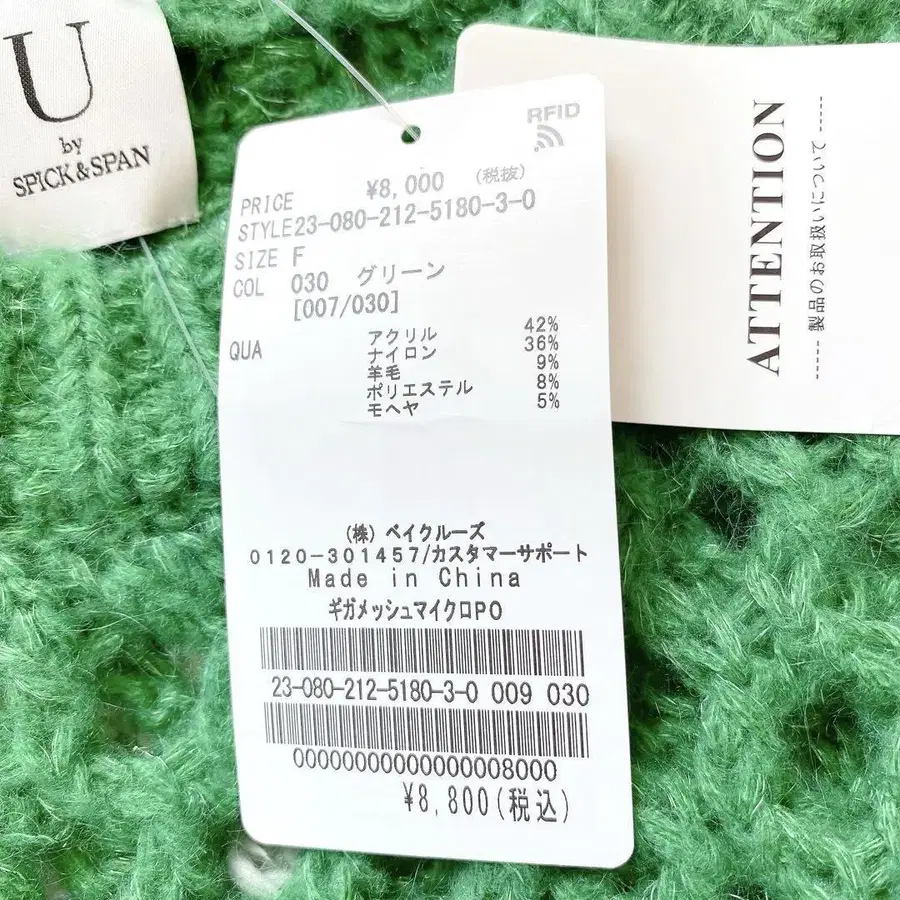 U
by
SPICK&SPAN
RFID
PRICE ¥8,000 (税抜)
STYLE23-080-212-5180-3-0
SIZE F
COL 030 グリーン
[007/030]
QUA アクリル 42%
ナイロン 36%
羊毛 9%
ポリエステル 8%
モヘヤ 5%
(株) ベイクルーズ
0120-301457/カスタマーサポート
Made in China
ギガメッシュマイクロPO
23-080-212-5180-3-0 009 030
00000000000000008000
¥8,800(税込)
ATTENTION
------ 製品のお取扱いについて ------